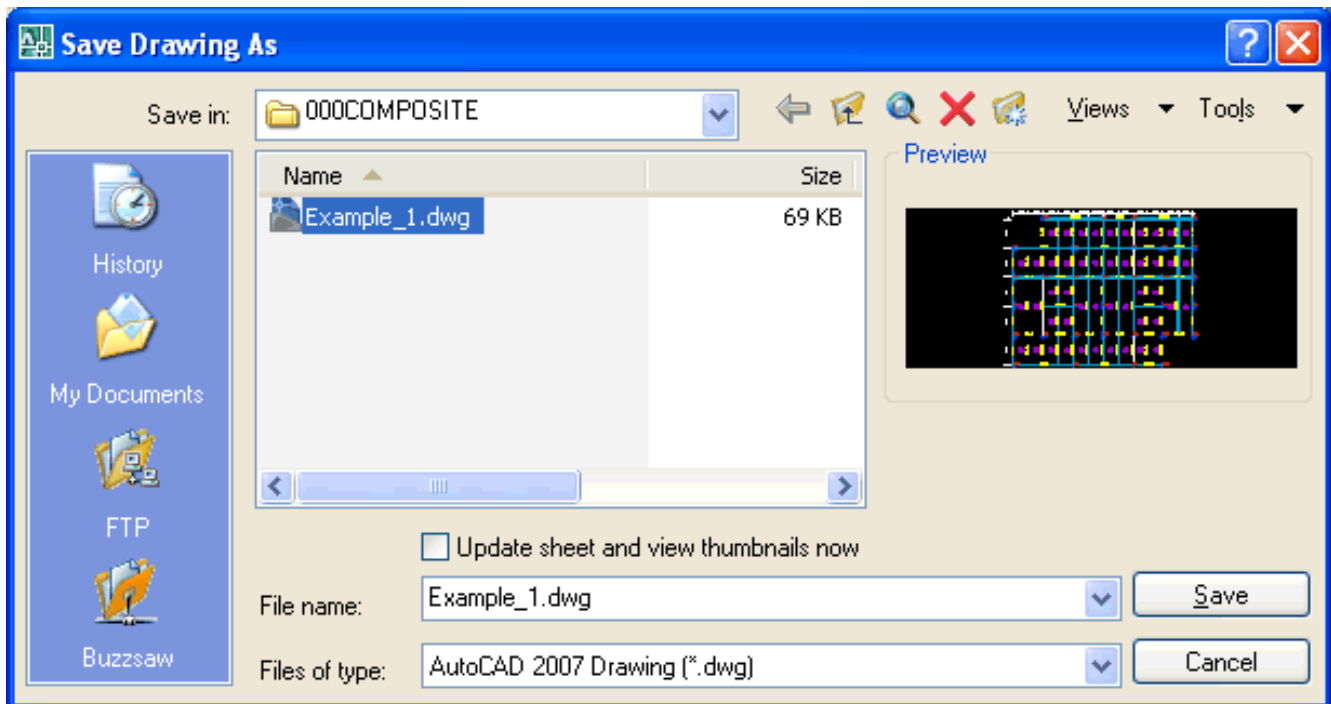 Save Drawing As
Save in: 000COMPOSITE Views Tools
Name Size
Example_1.dwg 69 KB
Preview
History
My Documents
FTP
Buzzsaw
Update sheet and view thumbnails now
File name: Example_1.dwg Save
Files of type: AutoCAD 2007 Drawing (*.dwg) Cancel